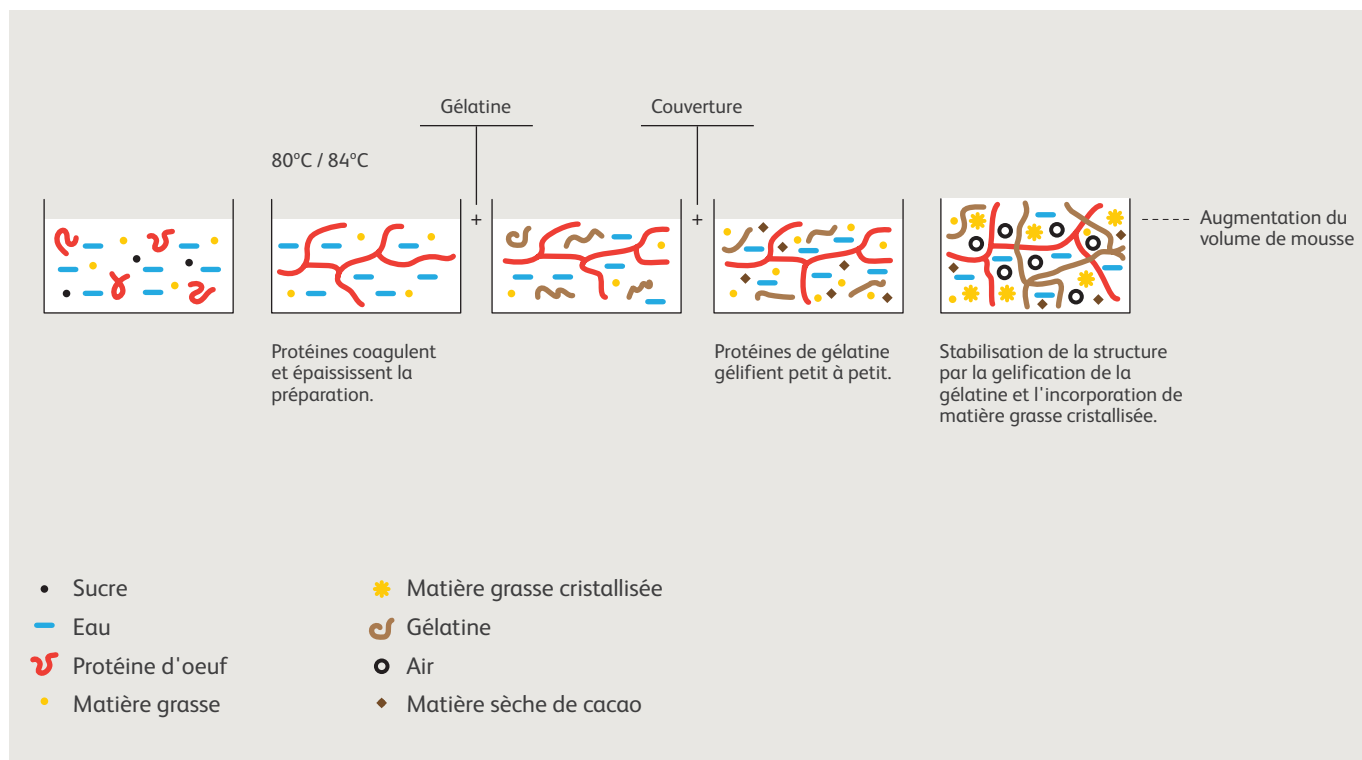 Gélatine
Couverture
80°C / 84°C
+
+
Augmentation du
volume de mousse
Protéines coagulent
et épaississent la
préparation.
Protéines de gélatine
gélifient petit à petit.
Stabilisation de la structure
par la gelification de la
gélatine et l'incorporation de
matière grasse cristallisée.
Sucre
Eau
Protéine d'oeuf
Matière grasse
Matière grasse cristallisée
Gélatine
Air
Matière sèche de cacao